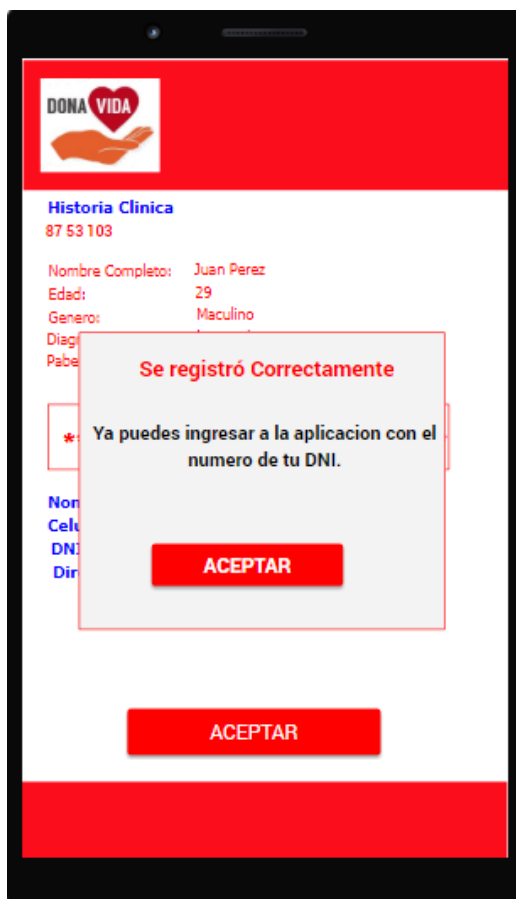 DONA VIDA
Historia Clinica
87 53 103
Nombre Completo: Juan Perez
Edad: 29
Genero: Maculino
Se registró Correctamente
Ya puedes ingresar a la aplicacion con el
numero de tu DNI.
ACEPTAR
ACEPTAR